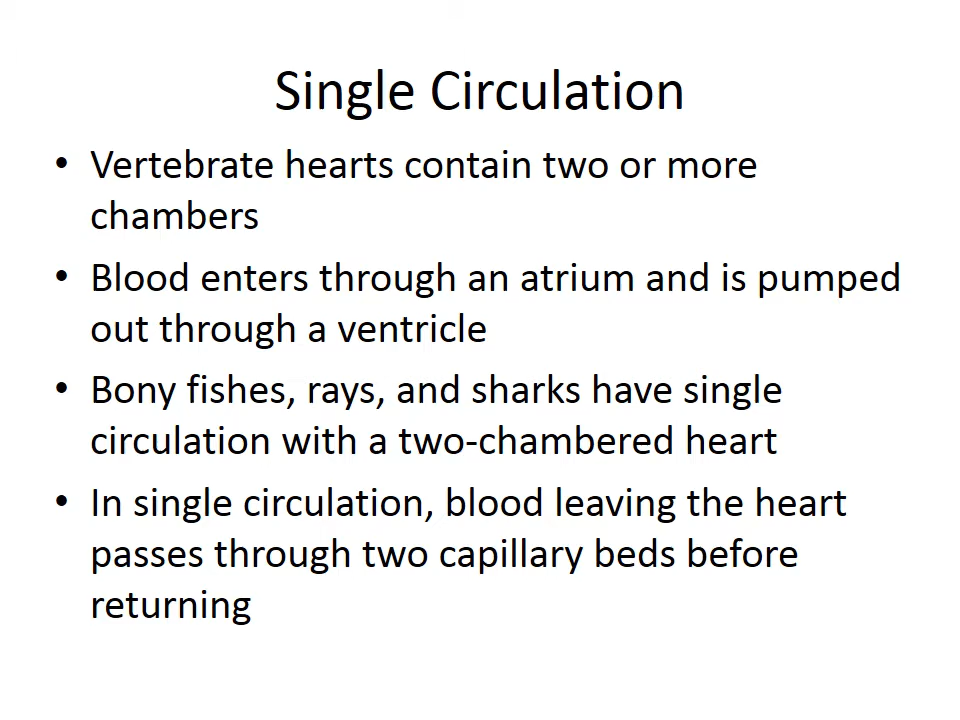 Single Circulation
• Vertebrate hearts contain two or more
chambers
• Blood enters through an atrium and is pumped
out through a ventricle
• Bony fishes, rays, and sharks have single
circulation with a two-chambered heart
• In single circulation, blood leaving the heart
passes through two capillary beds before
returning